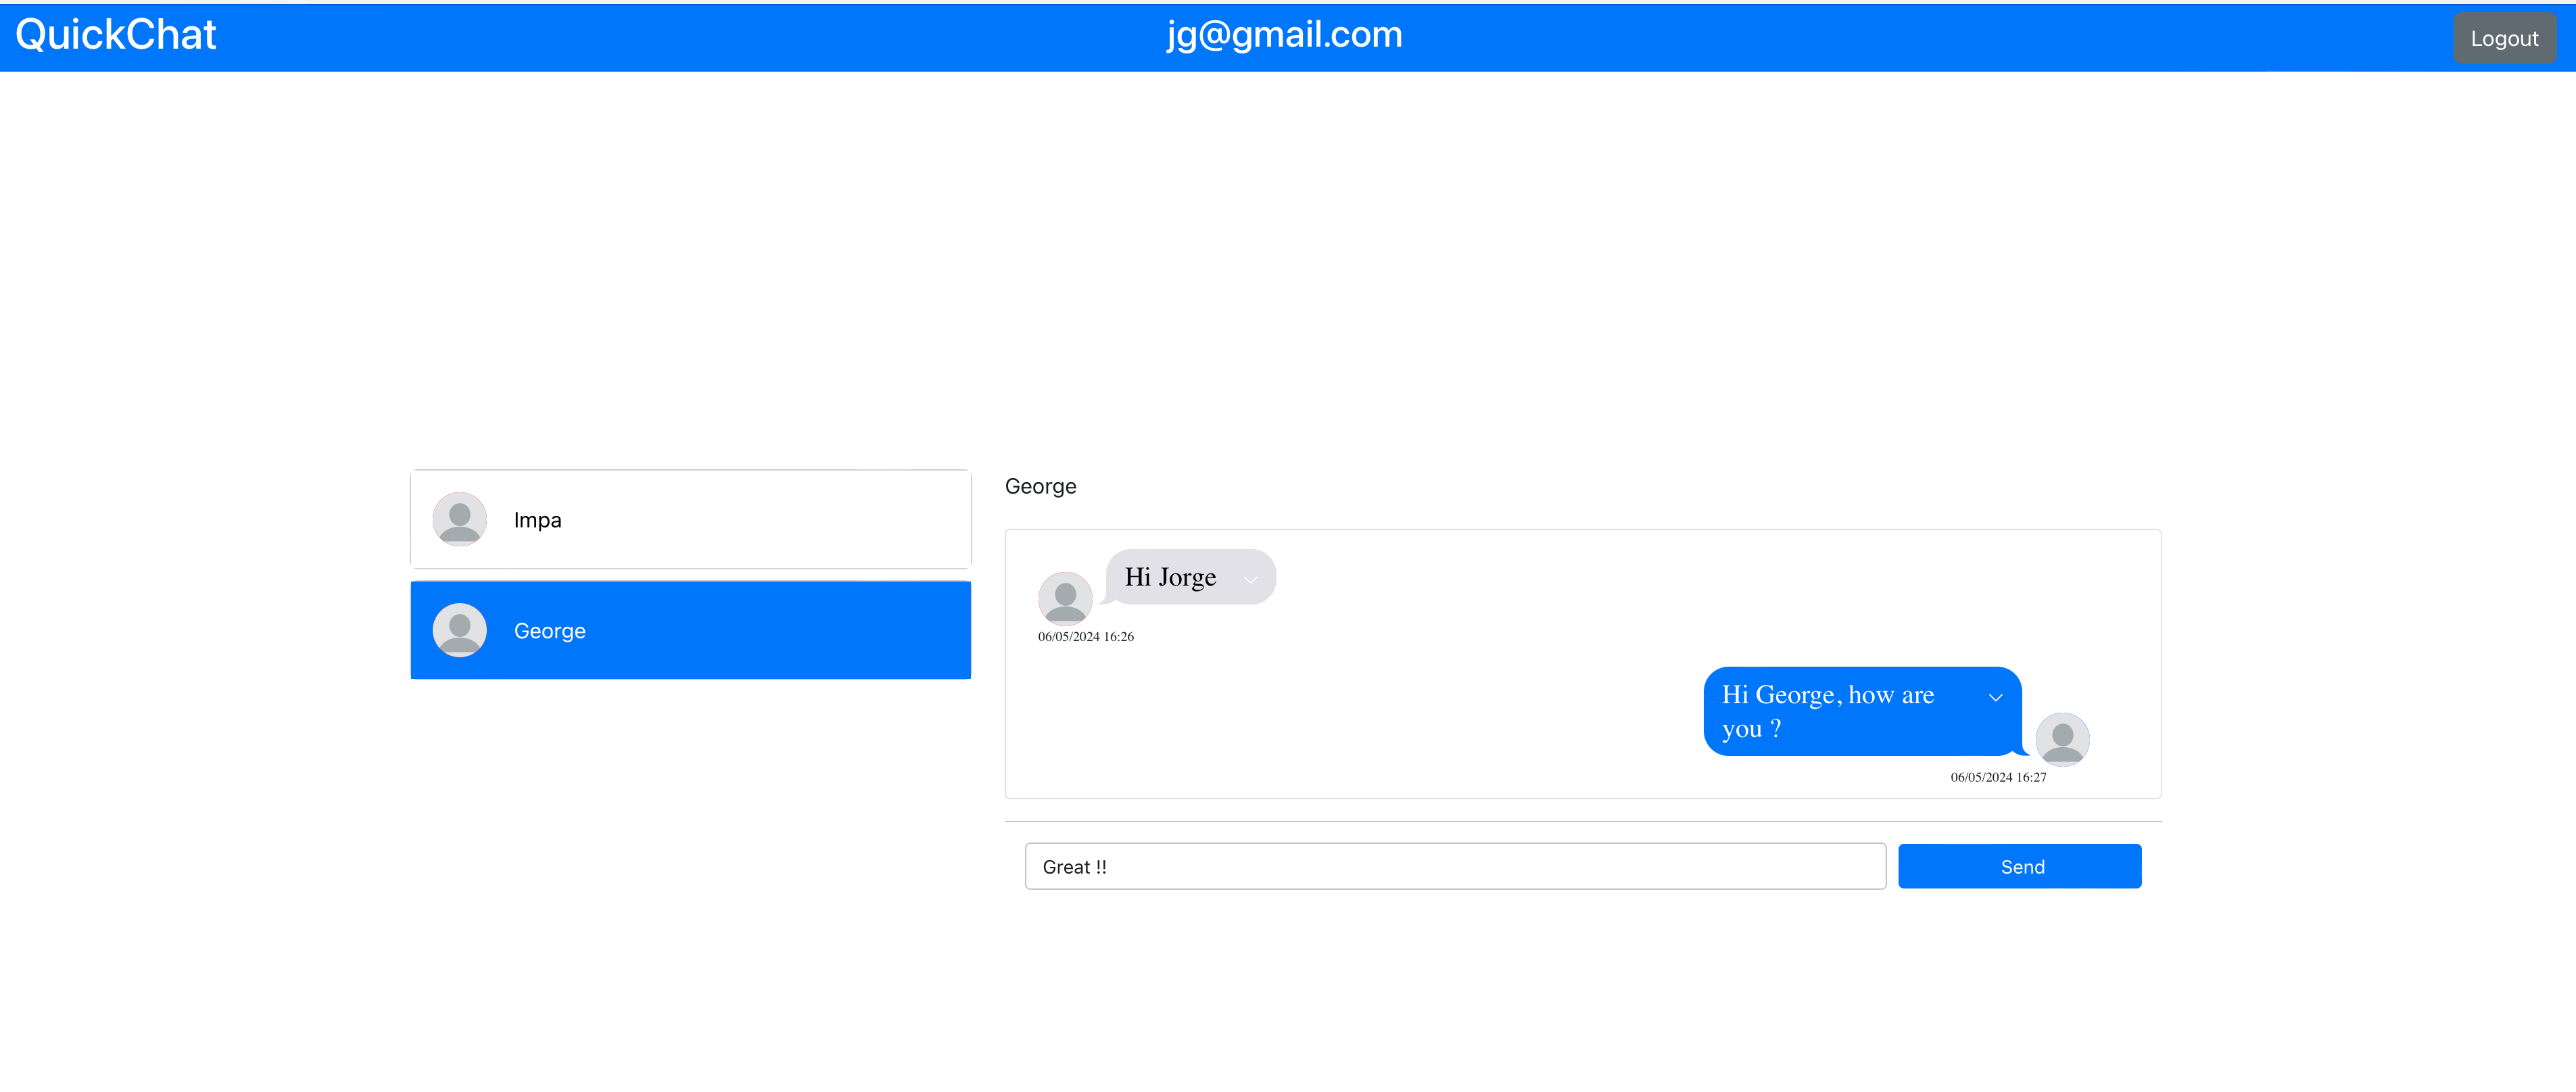 QuickChat
jg@gmail.com
Logout
Impa
George
George
Hi Jorge
06/05/2024 16:26
Hi George, how are
you ?
06/05/2024 16:27
Great !!
Send